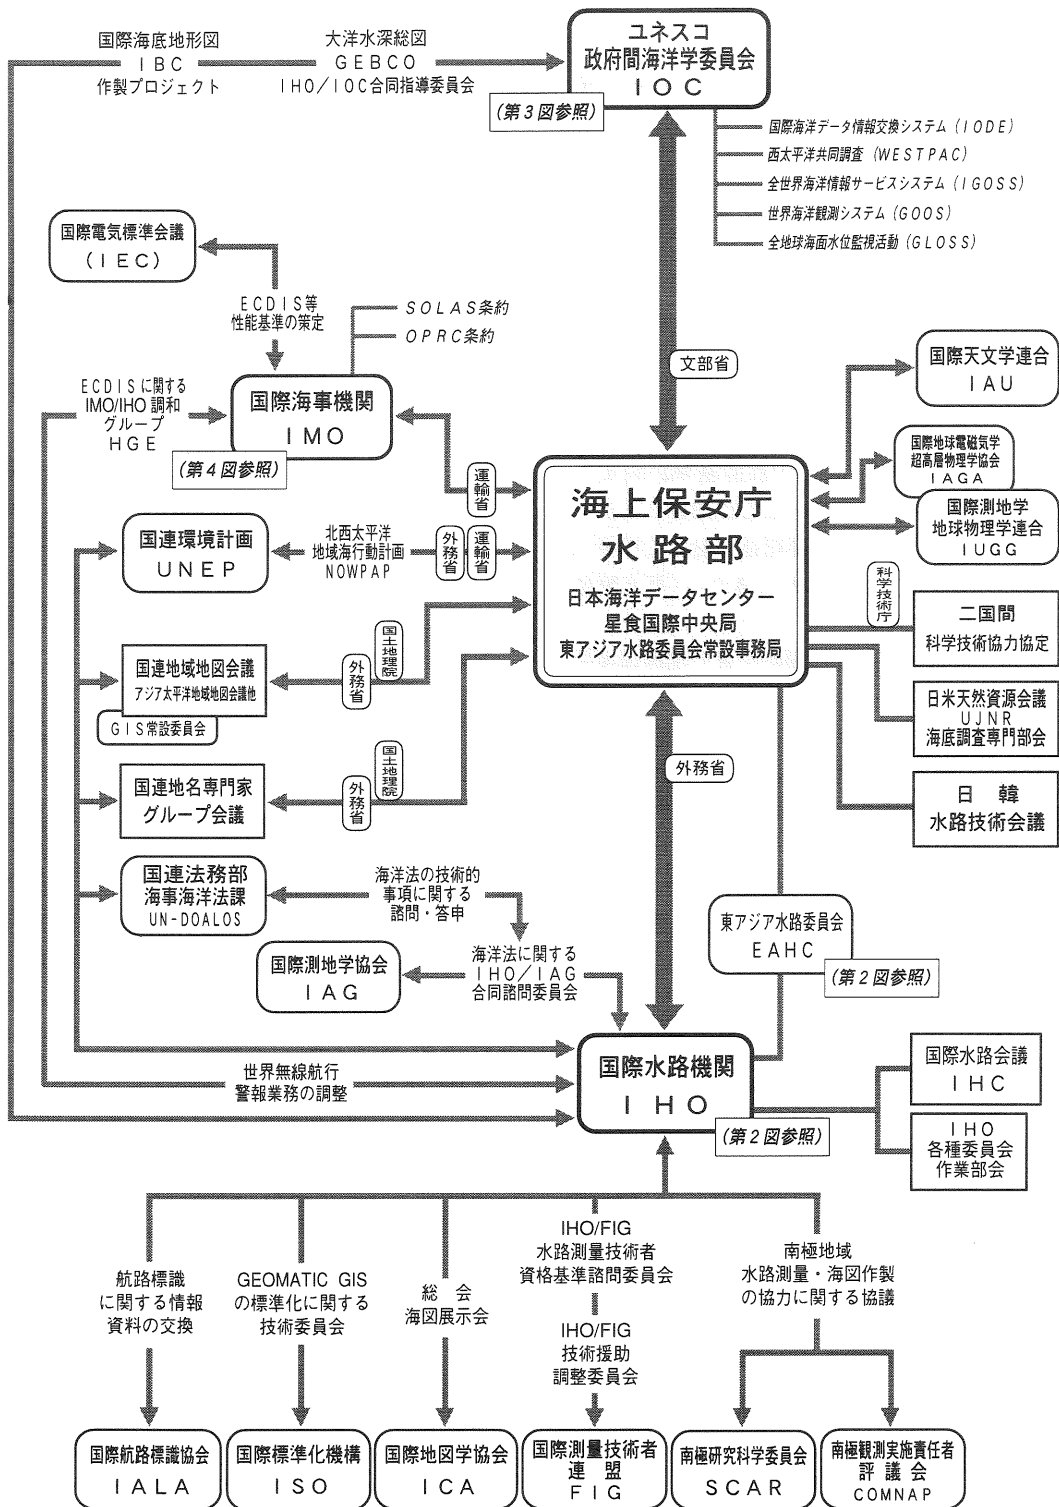 国際海底地形図
ＩＢＣ
作製プロジェクト
大洋水深総図
ＧＥＢＣＯ
ＩＨＯ／ＩＯＣ合同指導委員会
ユネスコ
政府間海洋学委員会
ＩＯＣ
(第３図参照)
国際海洋データ情報交換システム (IODE)
西太平洋共同調査 (WESTPAC)
全世界海洋情報サービスシステム (IGOSS)
世界海洋観測システム (GOOS)
全地球海面水位監視活動 (GLOSS)
国際電気標準会議
(ＩＥＣ)
ＥＣＤＩＳ等
性能基準の策定
SOLAS条約
OPRC条約
文部省
国際天文学連合
IAU
ＥＣＤＩＳに関する
IMO/IHO 調和
グループ
ＨＧＥ
国際海事機関
ＩＭＯ
(第４図参照)
国際地球電磁気学
超高層物理学協会
IAGA
国際測地学
地球物理学連合
IUGG
運輸省
海上保安庁
水路部
日本海洋データセンター
星食国際中央局
東アジア水路委員会常設事務局
国連環境計画
UNEP
北西太平洋
地域海行動計画
NOWPAP
外務省
運輸省
科学技術庁
二国間
科学技術協力協定
国連地域地図会議
アジア太平洋地域地図会議他
ＧＩＳ常設委員会
外務省
国土地理院
日米天然資源会議
UJNR
海底調査専門部会
国連地名専門家
グループ会議
外務省
国土地理院
外務省
日　韓
水路技術会議
国連法務部
海事海洋法課
UN-DOALOS
海洋法の技術的
事項に関する
諮問・答申
東アジア水路委員会
EAHC
(第２図参照)
国際測地学協会
ＩＡＧ
海洋法に関する
ＩＨＯ／ＩＡＧ
合同諮問委員会
世界無線航行
警報業務の調整
国際水路機関
ＩＨＯ
(第２図参照)
国際水路会議
ＩＨＣ
ＩＨＯ
各種委員会
作業部会
航路標識
に関する情報
資料の交換
GEOMATIC GIS
の標準化に関する
技術委員会
総　会
海図展示会
IHO/FIG
水路測量技術者
資格基準諮問委員会
IHO/FIG
技術援助
調整委員会
南極地域
水路測量・海図作製
の協力に関する協議
国際航路標識協会
ＩＡＬＡ
国際標準化機構
ＩＳＯ
国際地図学協会
ＩＣＡ
国際測量技術者
連　盟
ＦＩＧ
南極研究科学委員会
SCAR
南極観測実施責任者
評議会
COMNAP